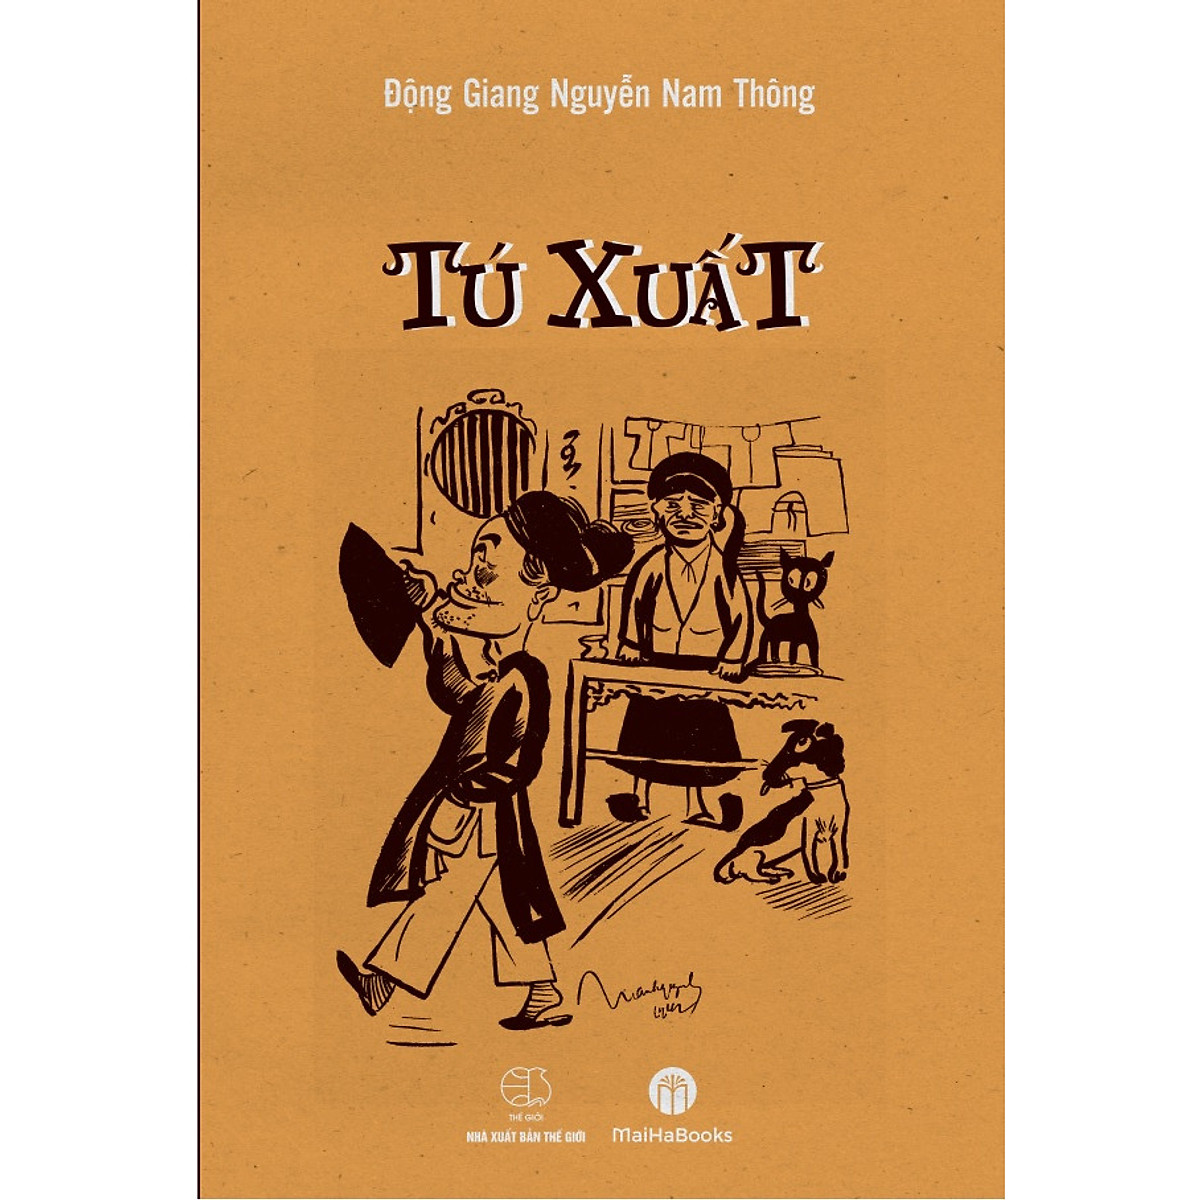 Động Giang Nguyễn Nam Thông
TÚ XUẤT
THẾ GIỚI
NHÀ XUẤT BẢN THẾ GIỚI
MaiHaBooks